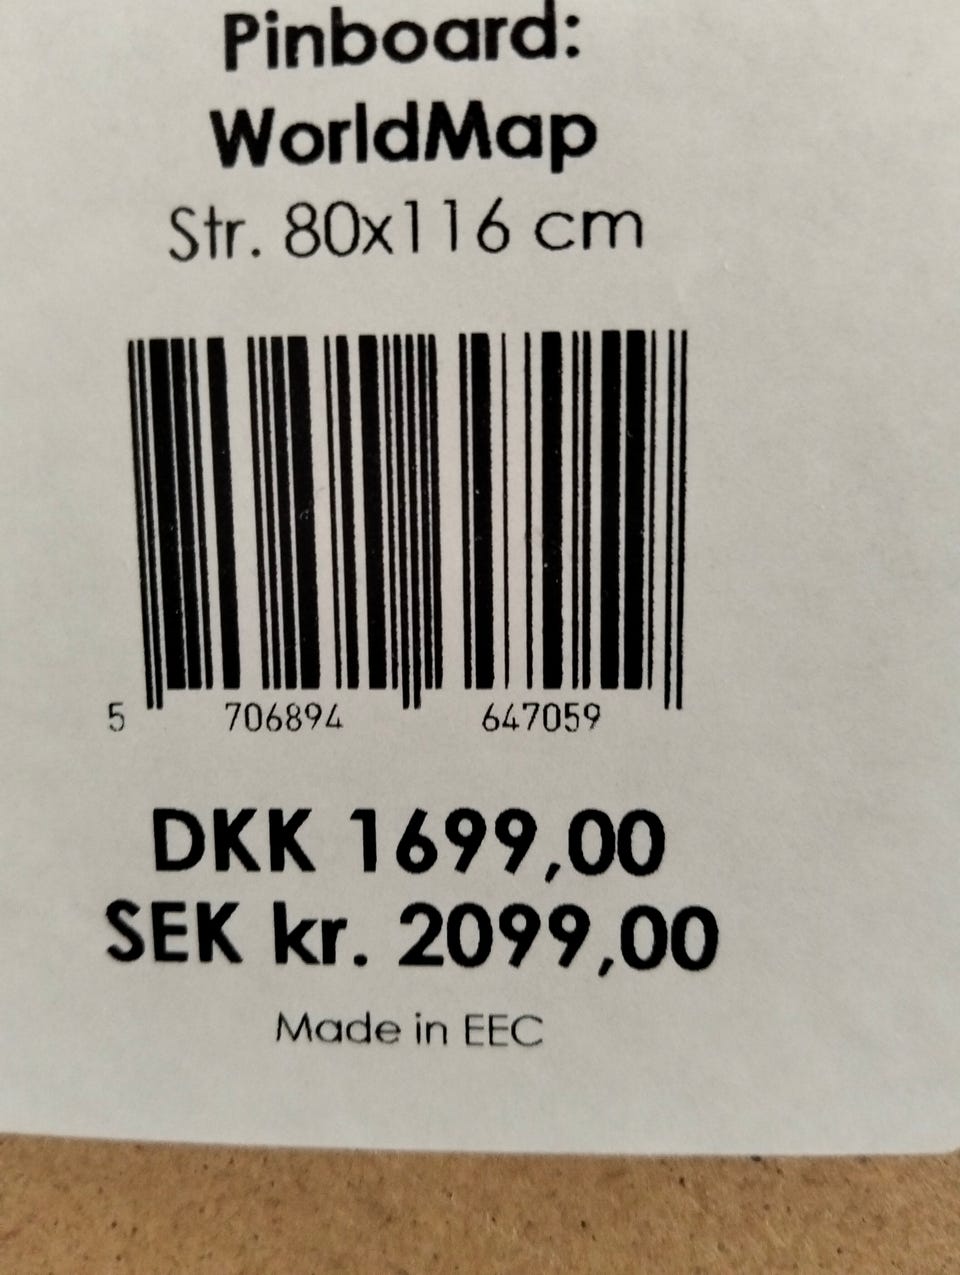 Pinboard:
WorldMap
Str. 80x116 cm
5 706894 647059
DKK 1699,00
SEK kr. 2099,00
Made in EEC